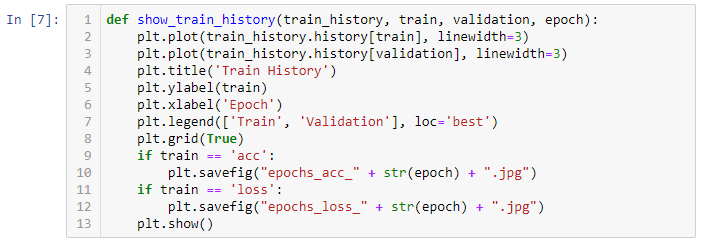 In [7]:
1 def show_train_history(train_history, train, validation, epoch):
2     plt.plot(train_history.history[train], linewidth=3)
3     plt.plot(train_history.history[validation], linewidth=3)
4     plt.title('Train History')
5     plt.ylabel(train)
6     plt.xlabel('Epoch')
7     plt.legend(['Train', 'Validation'], loc='best')
8     plt.grid(True)
9     if train == 'acc':
10         plt.savefig("epochs_acc_" + str(epoch) + ".jpg")
11     if train == 'loss':
12         plt.savefig("epochs_loss_" + str(epoch) + ".jpg")
13     plt.show()